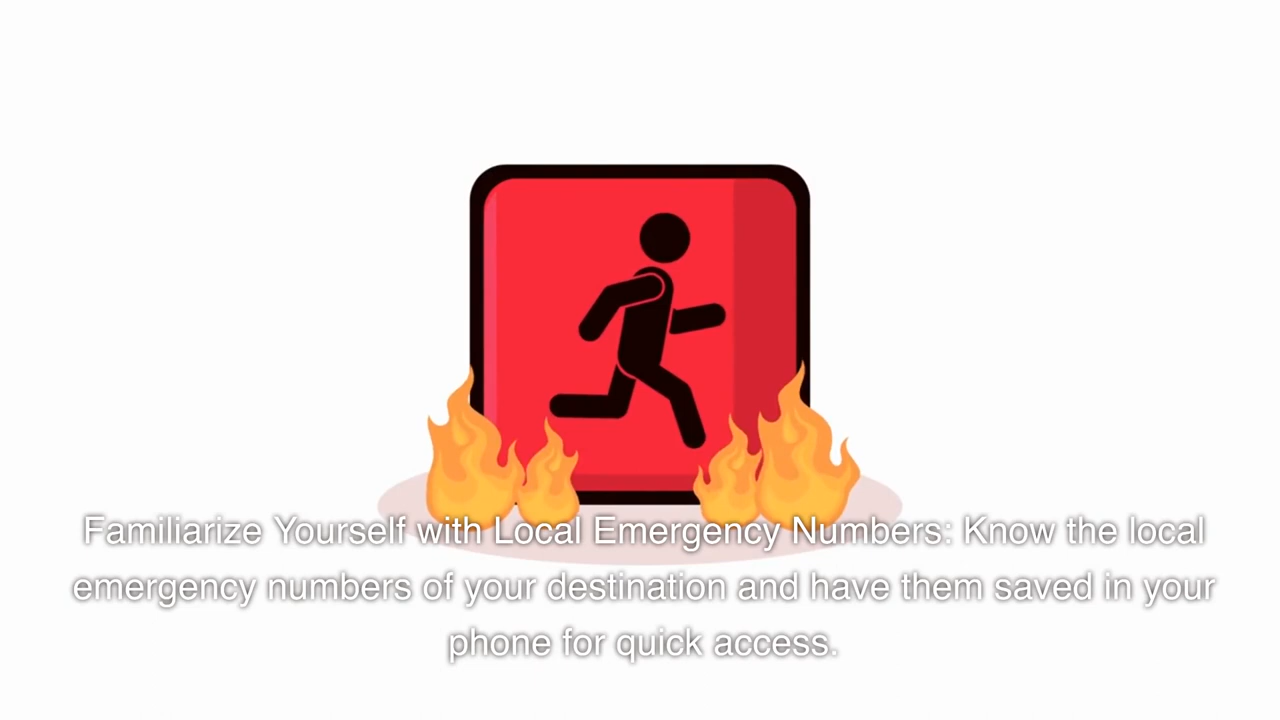 Familiarize Yourself with Local Emergency Numbers: Know the local
emergency numbers of your destination and have them saved in your
phone for quick access.